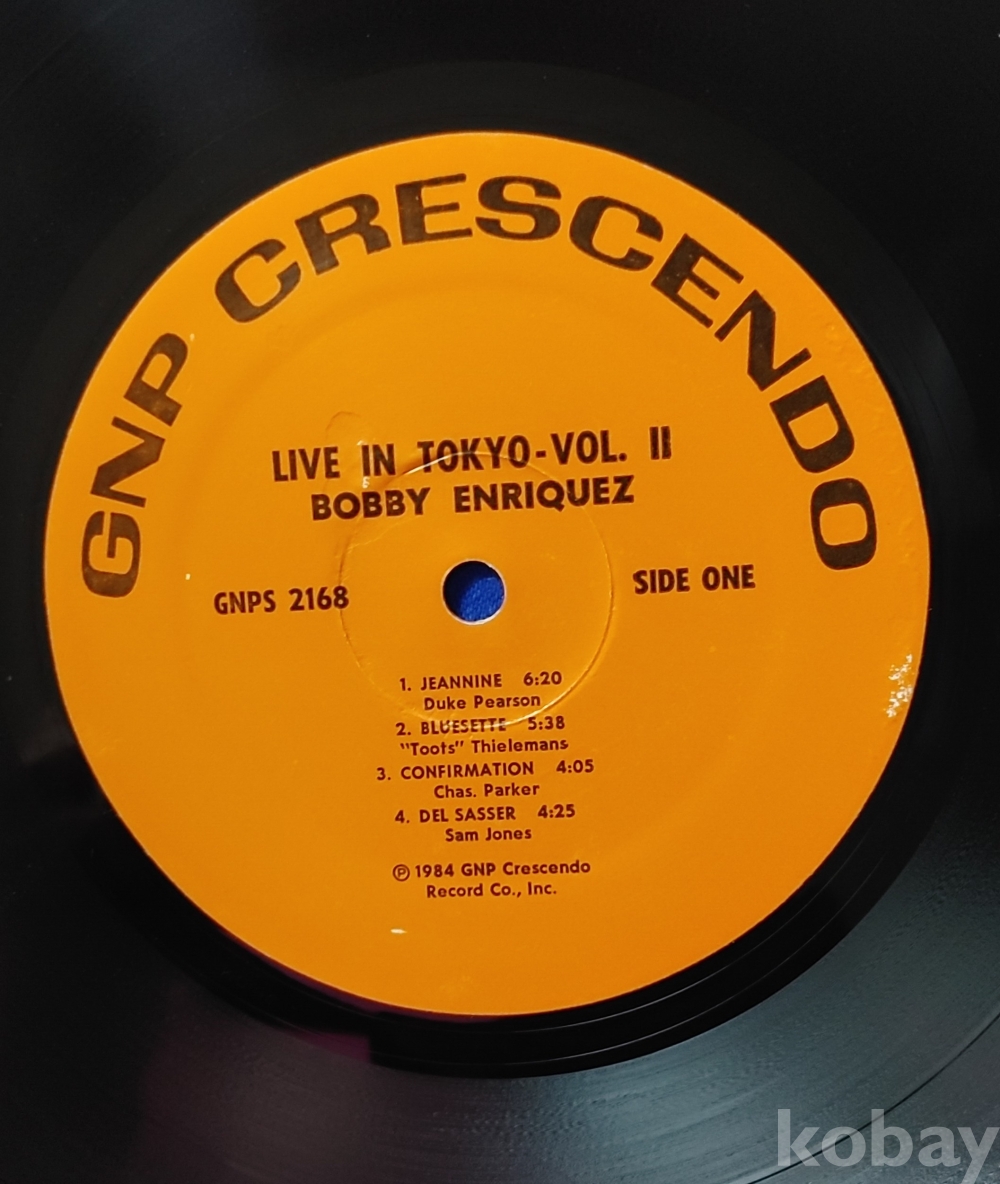 GNP CRESCENDO
LIVE IN TOKYO-VOL. II
BOBBY ENRIQUEZ
GNPS 2168
SIDE ONE
1. JEANNINE 6:20
Duke Pearson
2. BLUESETTE 5:38
"Toots" Thielemans
3. CONFIRMATION 4:05
Chas. Parker
4. DEL SASSER 4:25
Sam Jones
℗ 1984 GNP Crescendo
Record Co., Inc.
kobay